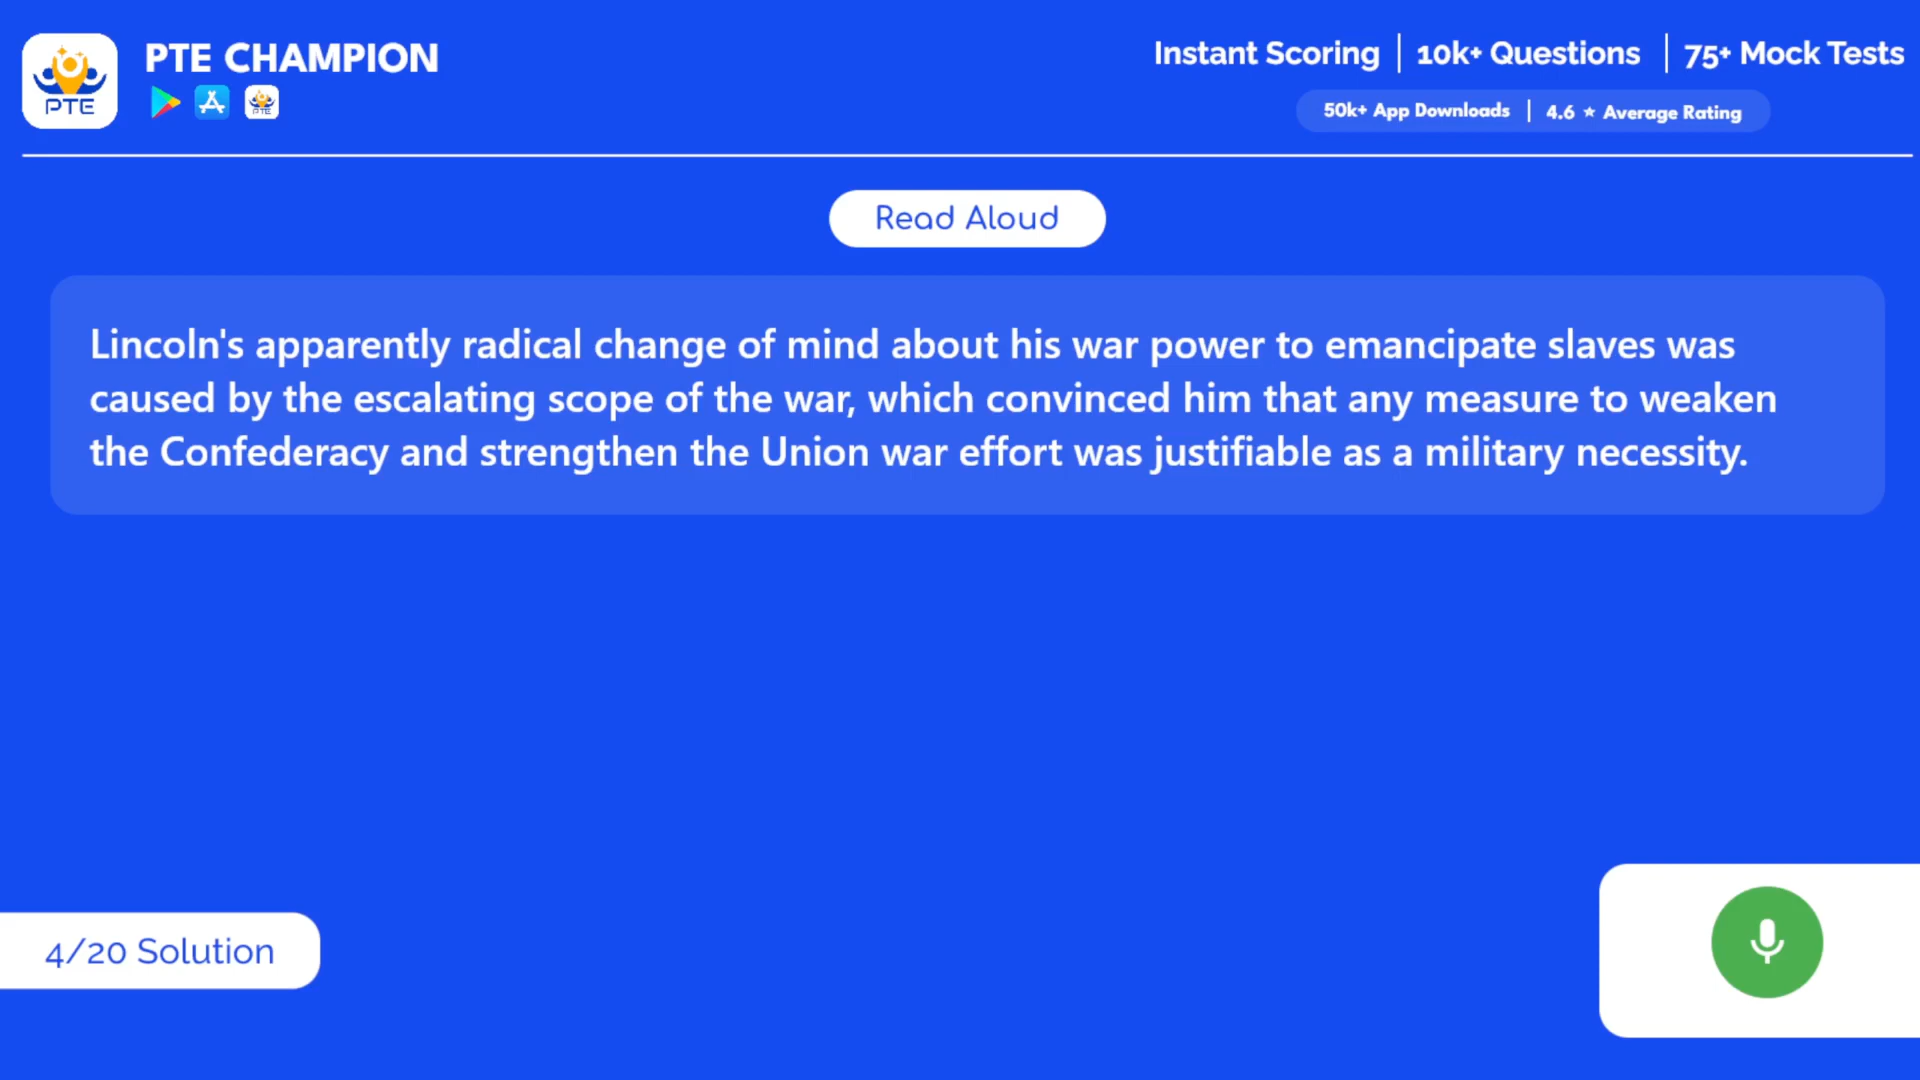 PTE CHAMPION
PTE
PTE
Instant Scoring | 10k+ Questions | 75+ Mock Tests
50k+ App Downloads | 4.6 ★ Average Rating
Read Aloud
Lincoln's apparently radical change of mind about his war power to emancipate slaves was
caused by the escalating scope of the war, which convinced him that any measure to weaken
the Confederacy and strengthen the Union war effort was justifiable as a military necessity.
4/20 Solution